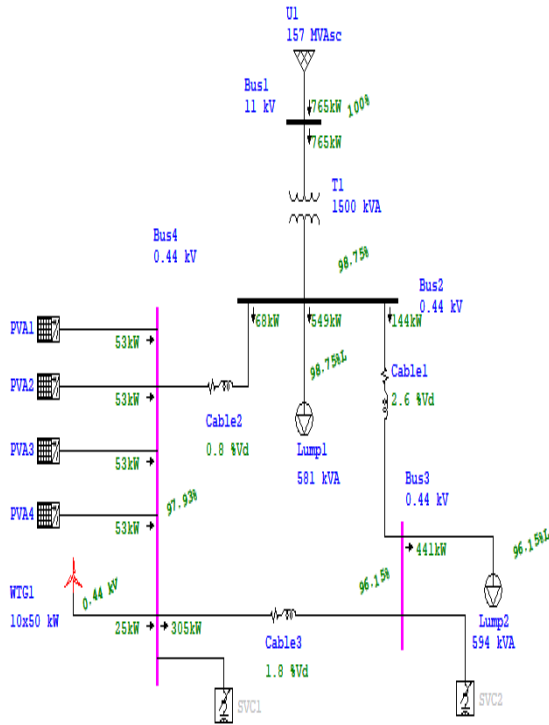 U1
157 MVAsc
Bus1
11 kV
765kW
100%
765kW
T1
1500 kVA
Bus4
0.44 kV
98.75%
Bus2
0.44 kV
PVA1
53kW
68kW
549kW
144kW
98.75%L
PVA2
53kW
Cable2
0.8 %Vd
Cable1
2.6 %Vd
Lump1
581 kVA
PVA3
53kW
Bus3
0.44 kV
PVA4
53kW
97.93%
441kW
96.15%L
WTG1
10x50 kW
0.44 kV
96.15%
25kW
305kW
Cable3
1.8 %Vd
Lump2
594 kVA
SVC1
SVC2